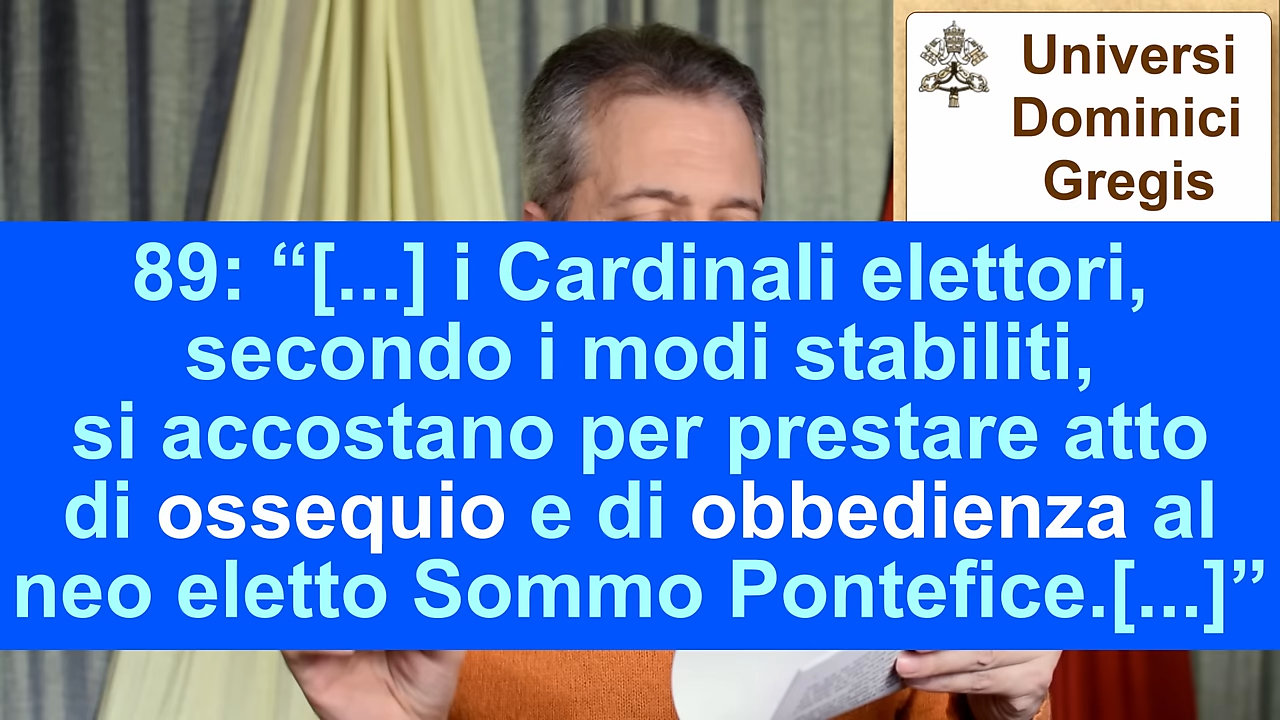 Universi
Dominici
Gregis
89: “[...] i Cardinali elettori,
secondo i modi stabiliti,
si accostano per prestare atto
di ossequio e di obbedienza al
neo eletto Sommo Pontefice.[...]”